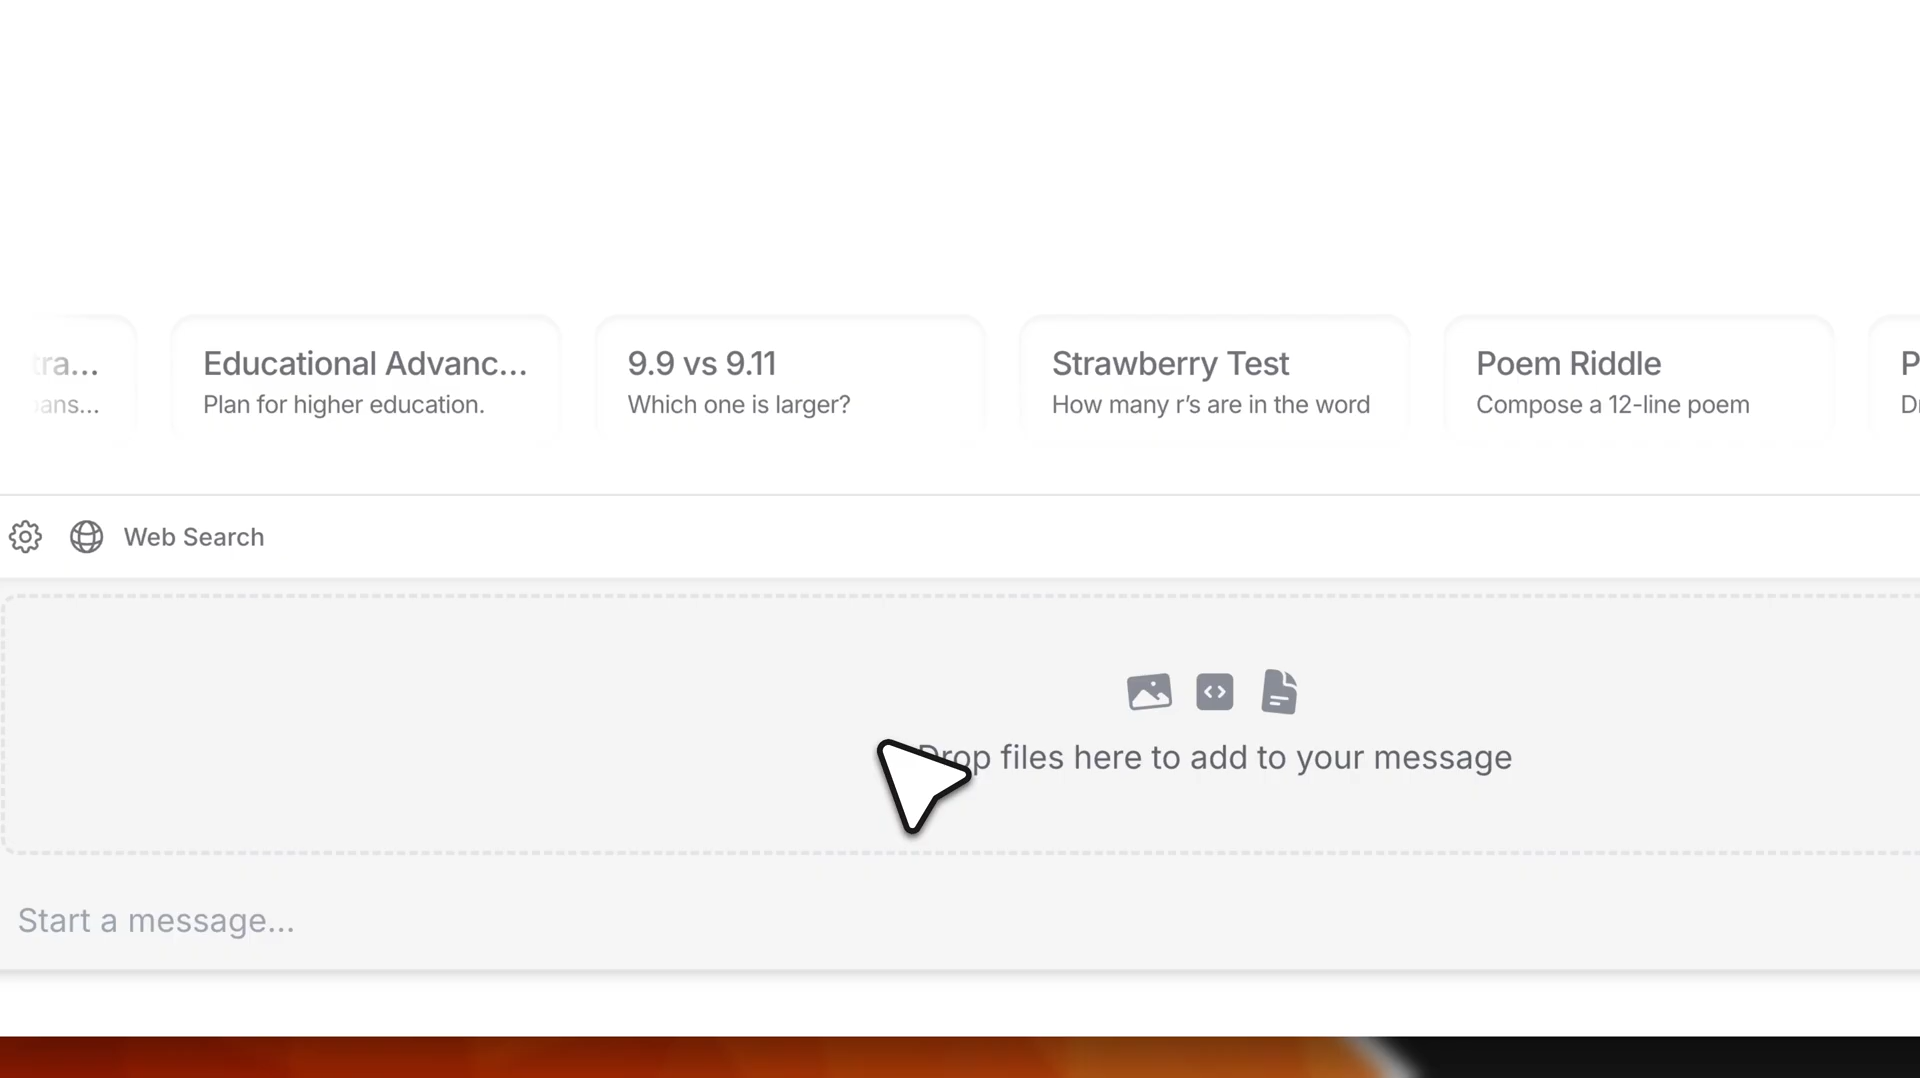 tra...
ans...
Educational Advanc...
Plan for higher education.
9.9 vs 9.11
Which one is larger?
Strawberry Test
How many r’s are in the word
Poem Riddle
Compose a 12-line poem
Web Search
Drop files here to add to your message
Start a message...